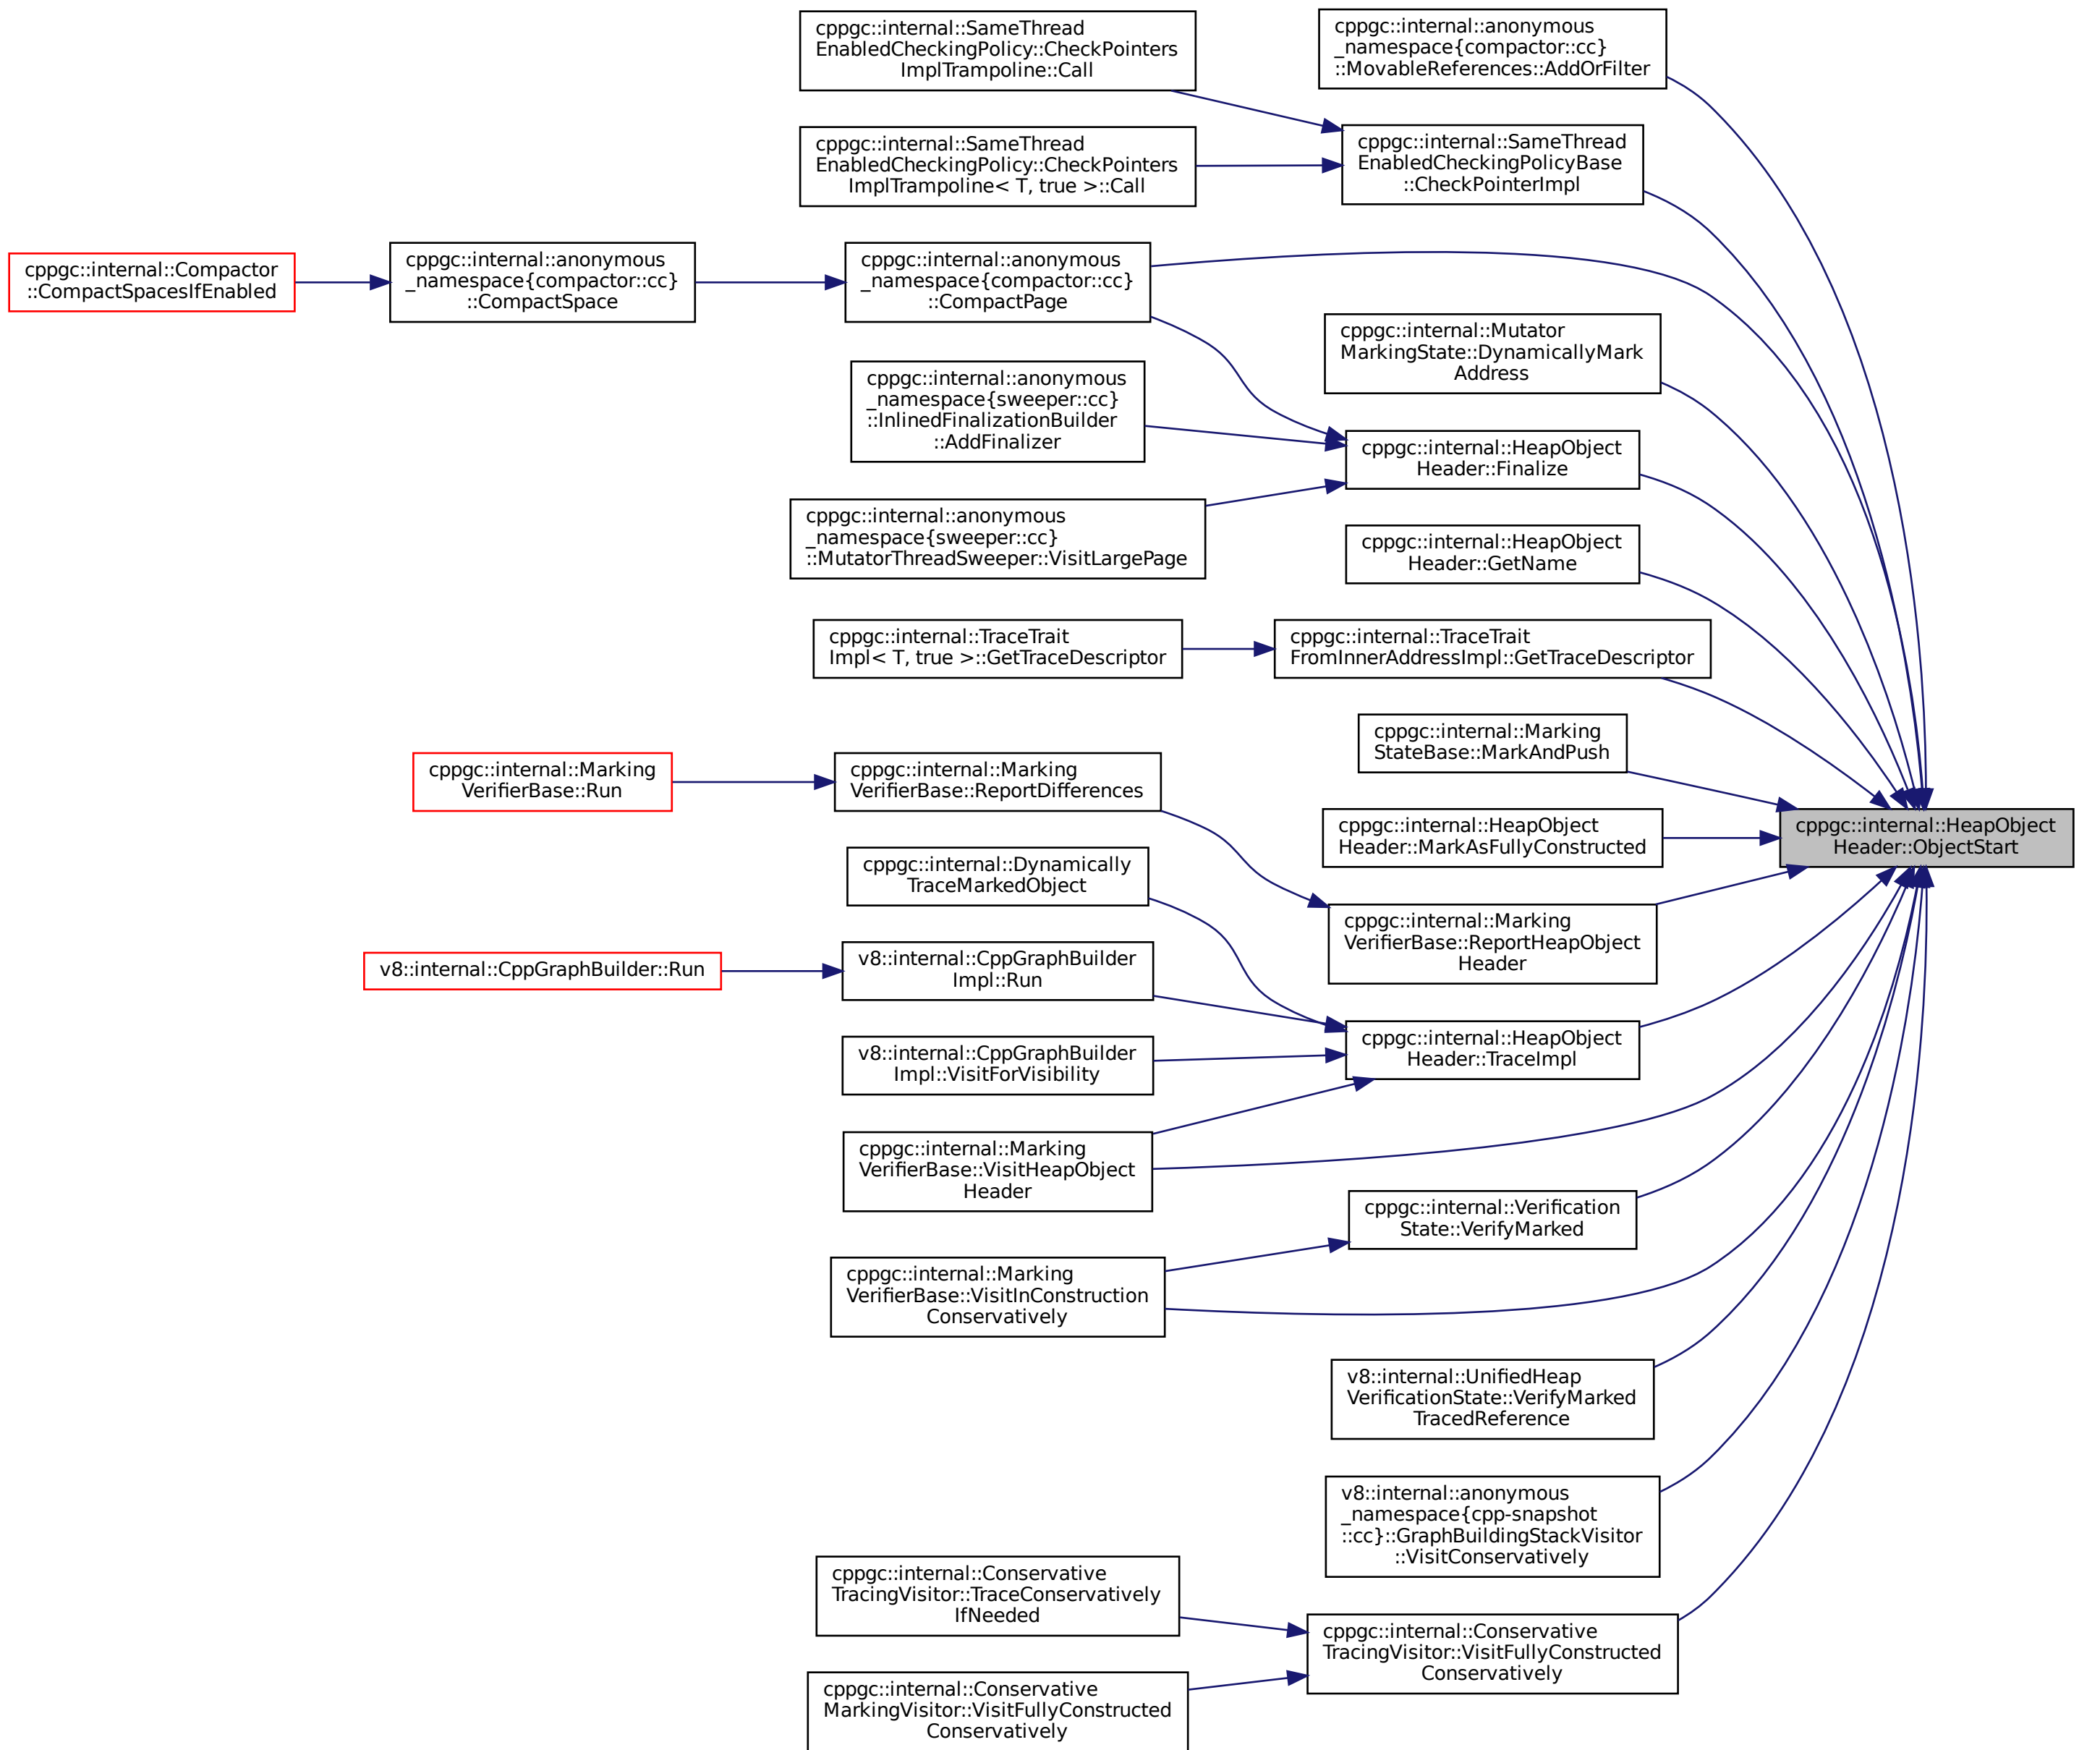 cppgc::internal::SameThread
EnabledCheckingPolicy::CheckPointers
ImplTrampoline::Call
cppgc::internal::anonymous
_namespace{compactor::cc}
::MovableReferences::AddOrFilter
cppgc::internal::SameThread
EnabledCheckingPolicy::CheckPointers
ImplTrampoline< T, true >::Call
cppgc::internal::SameThread
EnabledCheckingPolicyBase
::CheckPointerImpl
cppgc::internal::Compactor
::CompactSpacesIfEnabled
cppgc::internal::anonymous
_namespace{compactor::cc}
::CompactSpace
cppgc::internal::anonymous
_namespace{compactor::cc}
::CompactPage
cppgc::internal::Mutator
MarkingState::DynamicallyMark
Address
cppgc::internal::anonymous
_namespace{sweeper::cc}
::InlinedFinalizationBuilder
::AddFinalizer
cppgc::internal::HeapObject
Header::Finalize
cppgc::internal::anonymous
_namespace{sweeper::cc}
::MutatorThreadSweeper::VisitLargePage
cppgc::internal::HeapObject
Header::GetName
cppgc::internal::TraceTrait
Impl< T, true >::GetTraceDescriptor
cppgc::internal::TraceTrait
FromInnerAddressImpl::GetTraceDescriptor
cppgc::internal::Marking
StateBase::MarkAndPush
cppgc::internal::Marking
VerifierBase::Run
cppgc::internal::Marking
VerifierBase::ReportDifferences
cppgc::internal::HeapObject
Header::MarkAsFullyConstructed
cppgc::internal::HeapObject
Header::ObjectStart
cppgc::internal::Dynamically
TraceMarkedObject
cppgc::internal::Marking
VerifierBase::ReportHeapObject
Header
v8::internal::CppGraphBuilder::Run
v8::internal::CppGraphBuilder
Impl::Run
v8::internal::CppGraphBuilder
Impl::VisitForVisibility
cppgc::internal::HeapObject
Header::TraceImpl
cppgc::internal::Marking
VerifierBase::VisitHeapObject
Header
cppgc::internal::Verification
State::VerifyMarked
cppgc::internal::Marking
VerifierBase::VisitInConstruction
Conservatively
v8::internal::UnifiedHeap
VerificationState::VerifyMarked
TracedReference
v8::internal::anonymous
_namespace{cpp-snapshot
::cc}::GraphBuildingStackVisitor
::VisitConservatively
cppgc::internal::Conservative
TracingVisitor::TraceConservatively
IfNeeded
cppgc::internal::Conservative
TracingVisitor::VisitFullyConstructed
Conservatively
cppgc::internal::Conservative
MarkingVisitor::VisitFullyConstructed
Conservatively